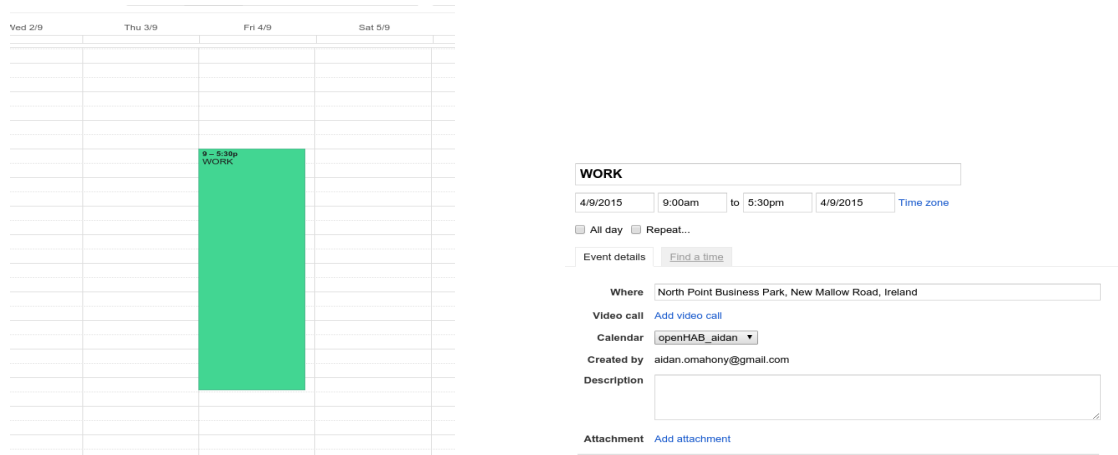 Wed 2/9 Thu 3/9 Fri 4/9 Sat 5/9
9 – 5:30p
WORK
WORK
4/9/2015 9:00am to 5:30pm 4/9/2015 Time zone
All day Repeat...
Event details Find a time
Where North Point Business Park, New Mallow Road, Ireland
Video call Add video call
Calendar openHAB_aidan
Created by aidan.omahony@gmail.com
Description
Attachment Add attachment